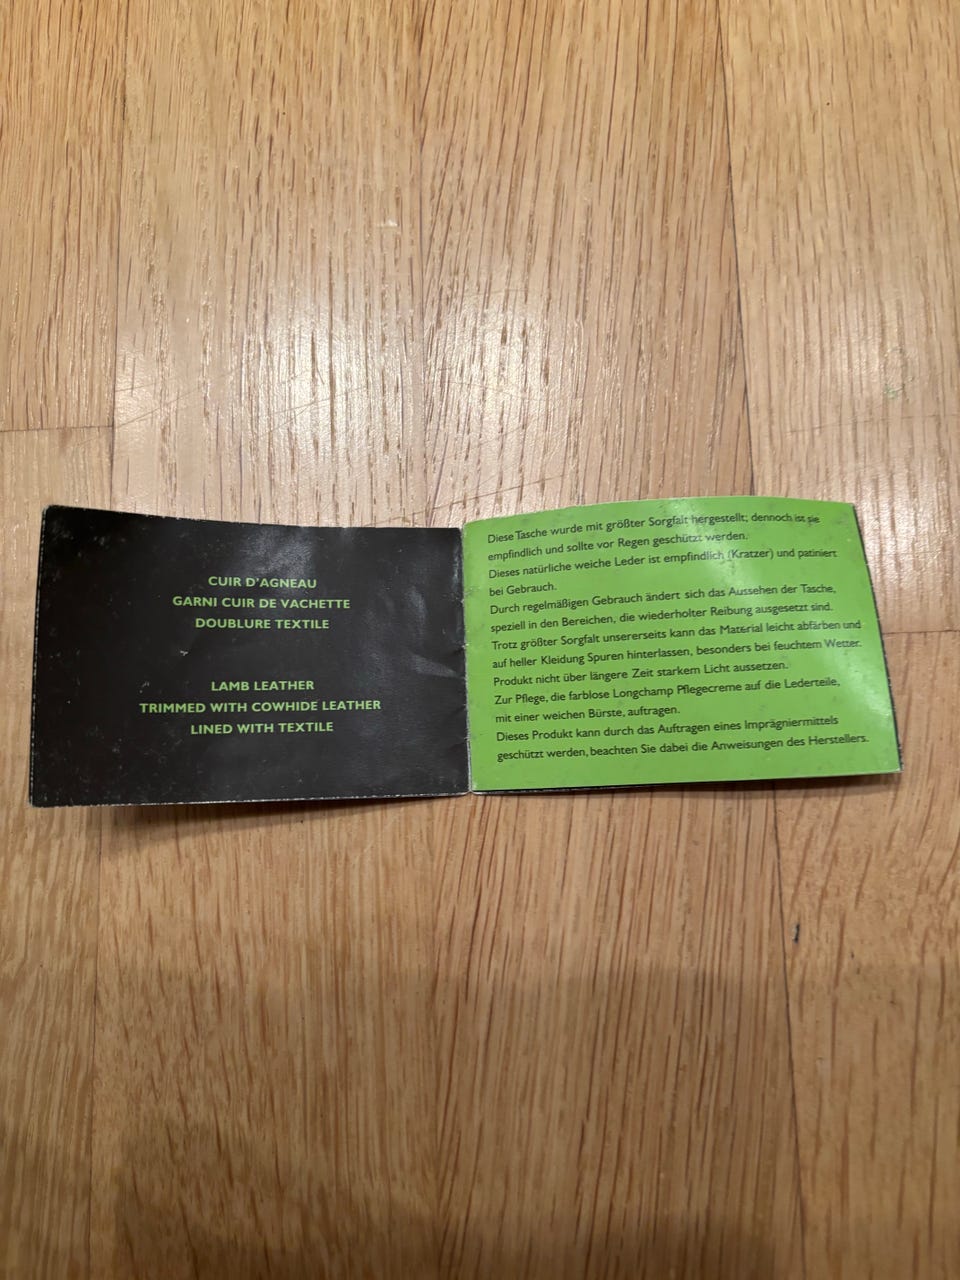 CUIR D'AGNEAU
GARNI CUIR DE VACHETTE
DOUBLURE TEXTILE
LAMB LEATHER
TRIMMED WITH COWHIDE LEATHER
LINED WITH TEXTILE
Diese Tasche wurde mit größter Sorgfalt hergestellt; dennoch ist sie
empfindlich und sollte vor Regen geschützt werden.
Dieses natürliche weiche Leder ist empfindlich (Kratzer) und patiniert
bei Gebrauch.
Durch regelmäßigen Gebrauch ändert sich das Aussehen der Tasche,
speziell in den Bereichen, die wiederholter Reibung ausgesetzt sind.
Trotz größter Sorgfalt unsererseits kann das Material leicht abfärben und
auf heller Kleidung Spuren hinterlassen, besonders bei feuchtem Wetter.
Produkt nicht über längere Zeit starkem Licht aussetzen.
Zur Pflege, die farblose Longchamp Pflegecreme auf die Lederteile,
mit einer weichen Bürste, auftragen.
Dieses Produkt kann durch das Auftragen eines Imprägniermittels
geschützt werden, beachten Sie dabei die Anweisungen des Herstellers.